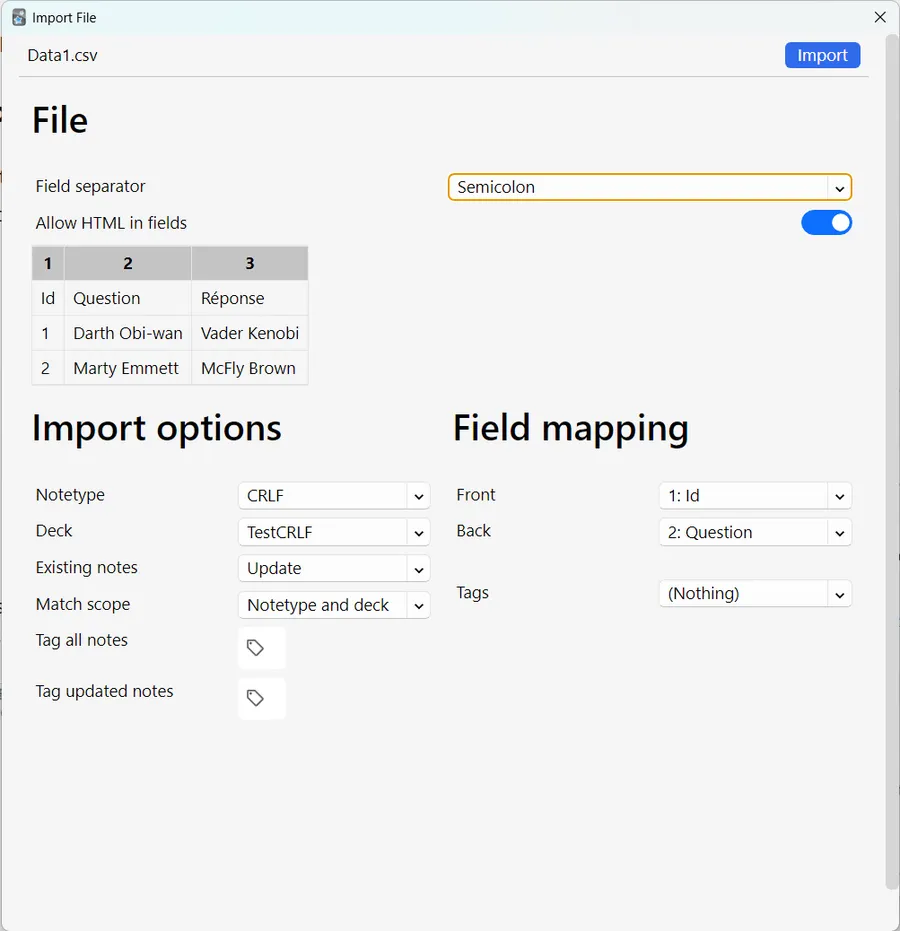 Import File
Data1.csv
Import
File
Field separator
Semicolon
Allow HTML in fields
1 2 3
Id Question Réponse
1 Darth Obi-wan Vader Kenobi
2 Marty Emmett McFly Brown
Import options
Notetype CRLF
Deck TestCRLF
Existing notes Update
Match scope Notetype and deck
Tag all notes
Tag updated notes
Field mapping
Front 1: Id
Back 2: Question
Tags (Nothing)